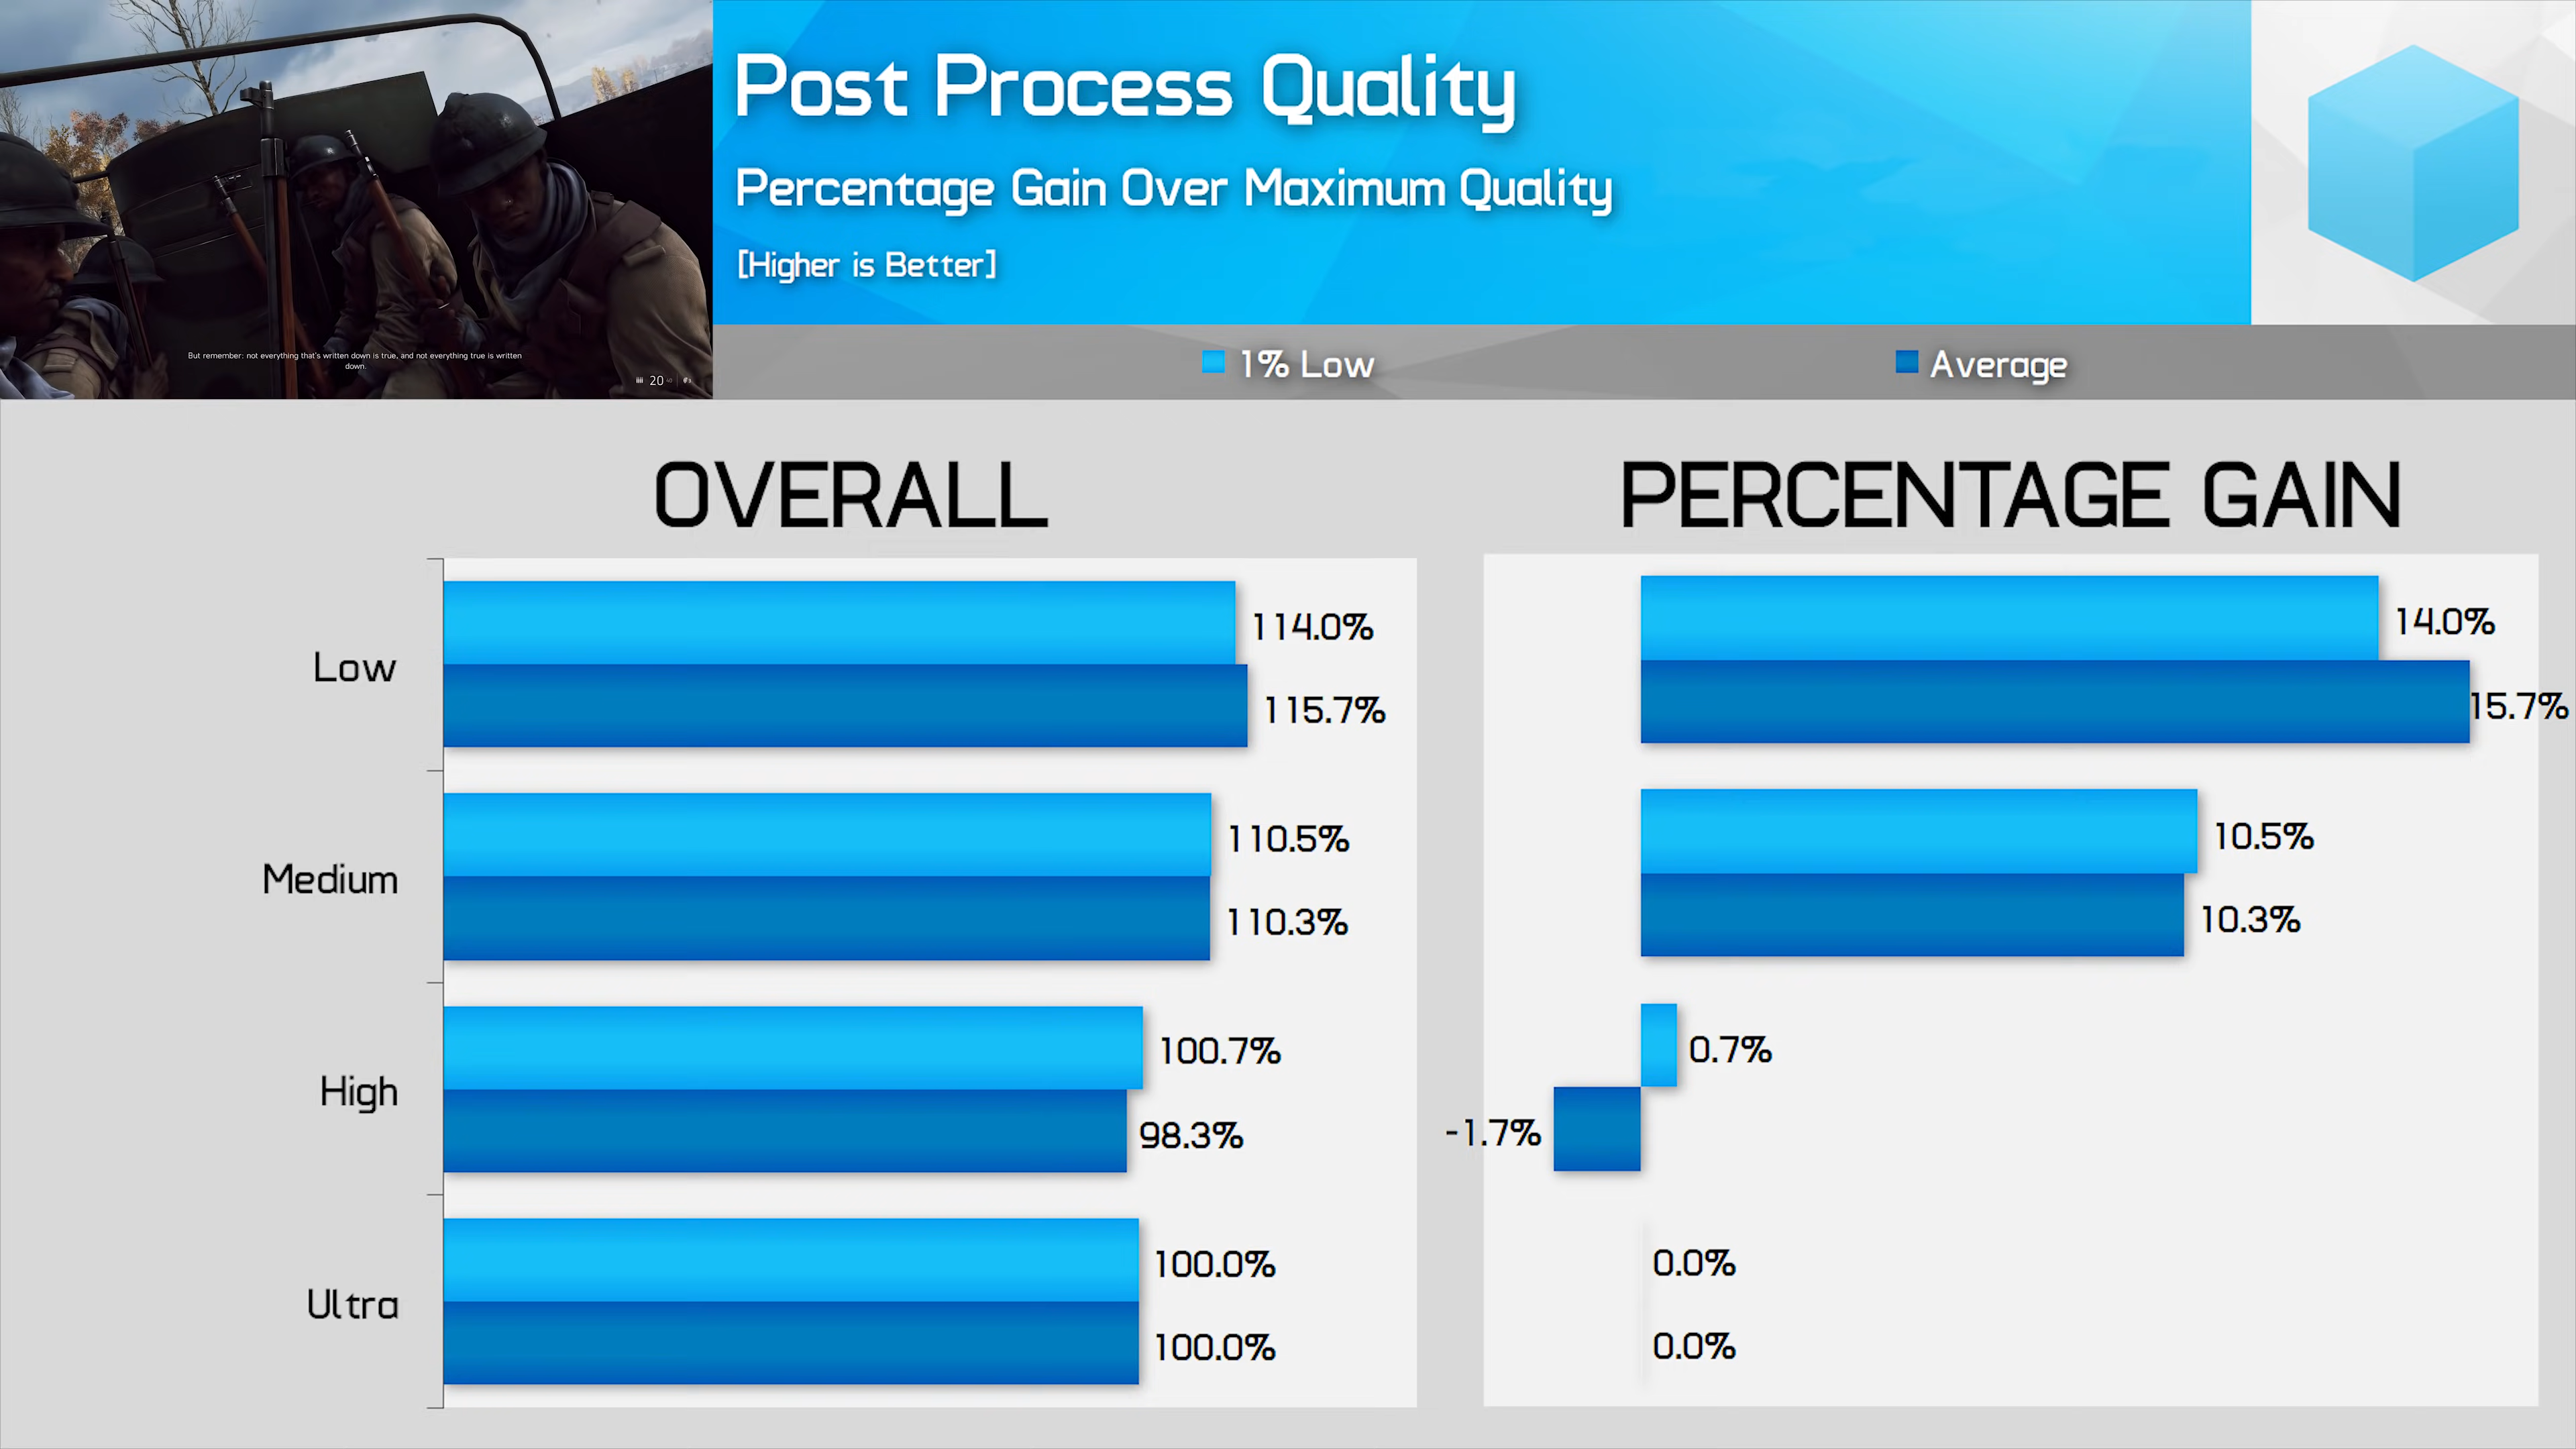 Post Process Quality
Percentage Gain Over Maximum Quality
[Higher is Better]
But remember: not everything that's written down is true, and not everything true is written
down.
20
1% Low
Average
OVERALL
PERCENTAGE GAIN
Low
114.0%
115.7%
14.0%
15.7%
Medium
110.5%
110.3%
10.5%
10.3%
High
100.7%
98.3%
0.7%
-1.7%
Ultra
100.0%
100.0%
0.0%
0.0%